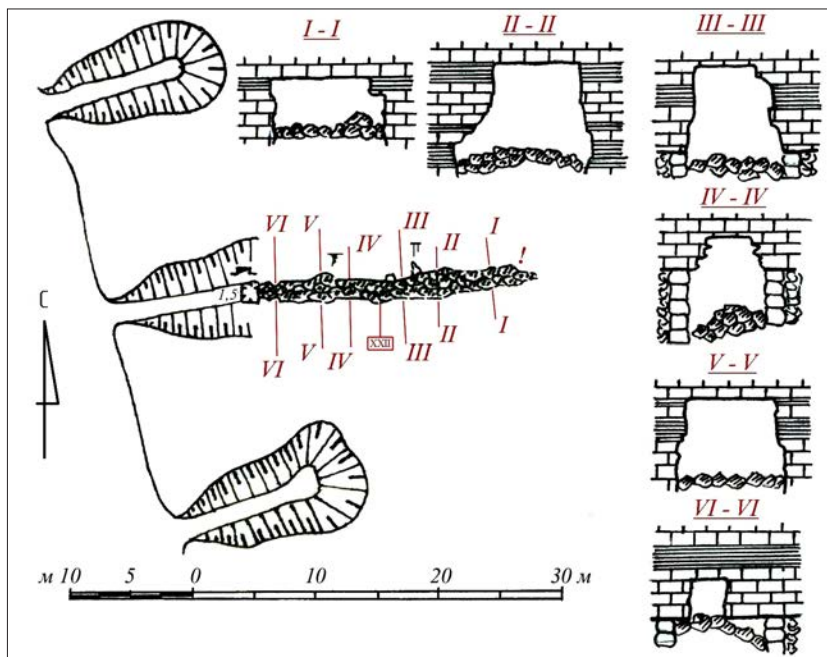 I - I
II - II
III - III
IV - IV
V - V
VI - VI
VI V IV III II I !
1,5
С
VI V IV XXII III II I
м 10 5 0 10 20 30 м